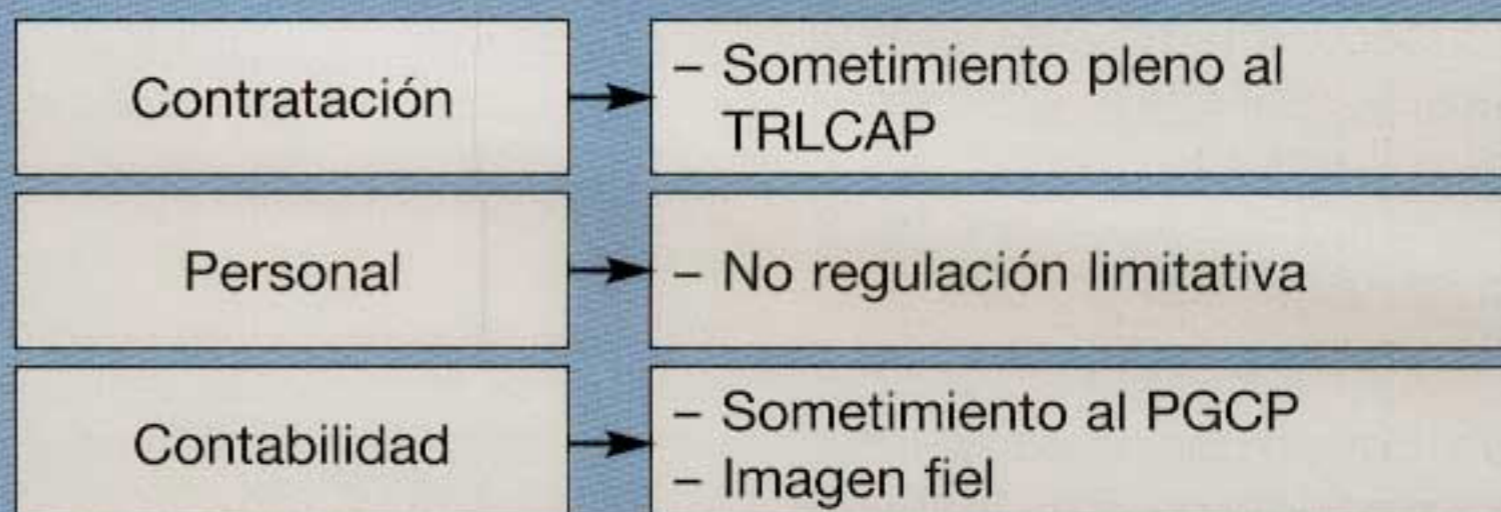 Contratación
– Sometimiento pleno al
TRLCAP
Personal
– No regulación limitativa
Contabilidad
– Sometimiento al PGCP
– Imagen fiel